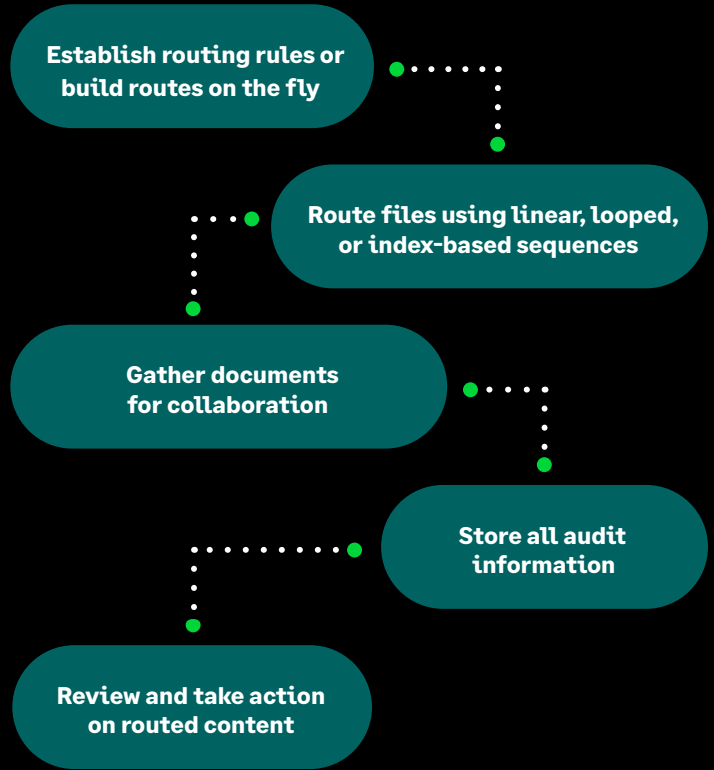 Establish routing rules or
build routes on the fly
Route files using linear, looped,
or index-based sequences
Gather documents
for collaboration
Store all audit
information
Review and take action
on routed content